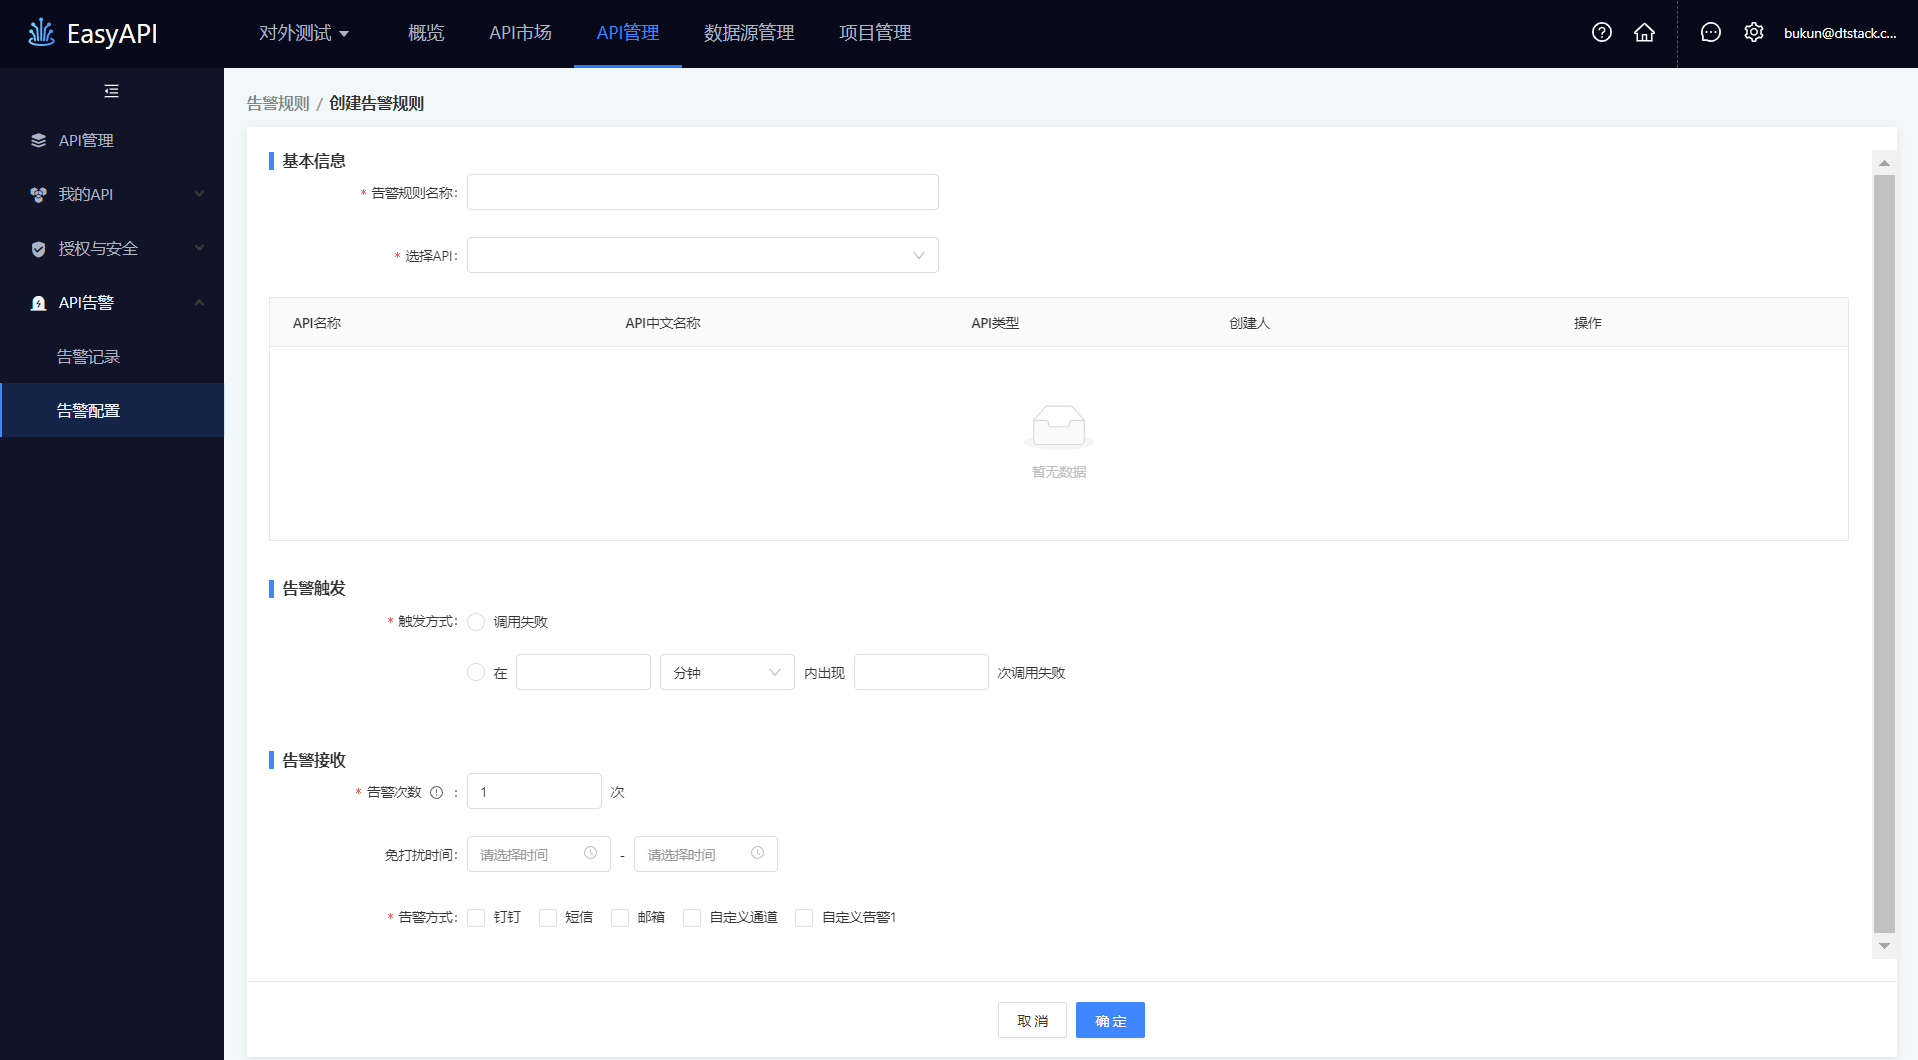 EasyAPI
对外测试
概览
API市场
API管理
数据源管理
项目管理
bukun@dtstack.c...
API管理
我的API
授权与安全
API告警
告警记录
告警配置
告警规则 / 创建告警规则
基本信息
* 告警规则名称:
* 选择API:
API名称 API中文名称 API类型 创建人 操作
暂无数据
告警触发
* 触发方式: 调用失败
在 分钟 内出现 次调用失败
告警接收
* 告警次数 : 1 次
免打扰时间: 请选择时间 - 请选择时间
* 告警方式: 钉钉 短信 邮箱 自定义通道 自定义告警1
取 消 确 定